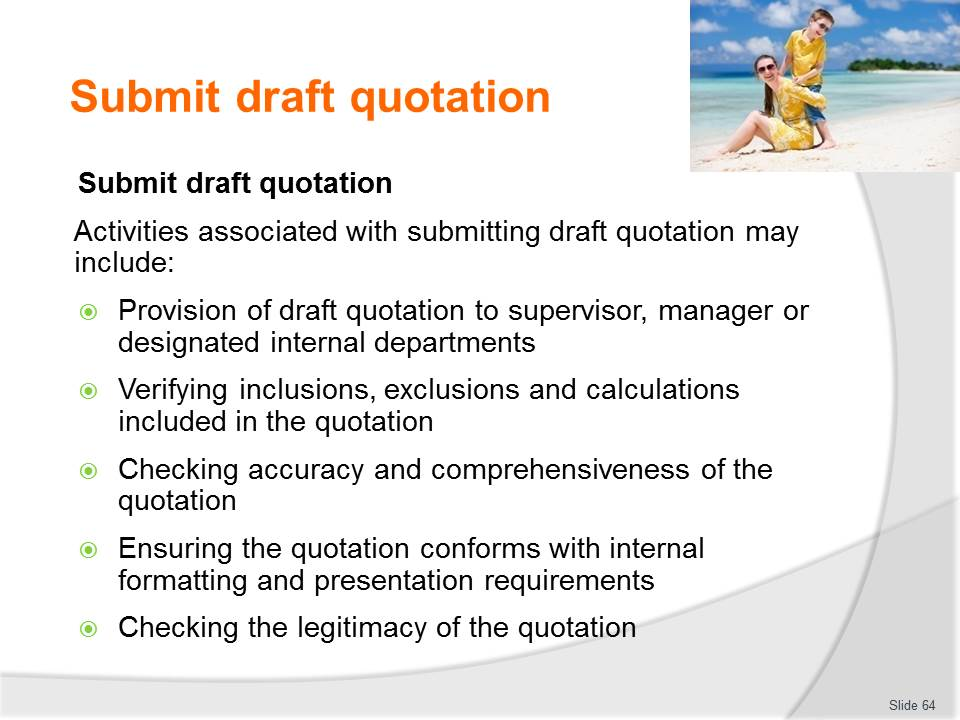 Submit draft quotation
Submit draft quotation
Activities associated with submitting draft quotation may
include:
Provision of draft quotation to supervisor, manager or
designated internal departments
Verifying inclusions, exclusions and calculations
included in the quotation
Checking accuracy and comprehensiveness of the
quotation
Ensuring the quotation conforms with internal
formatting and presentation requirements
Checking the legitimacy of the quotation
Slide 64